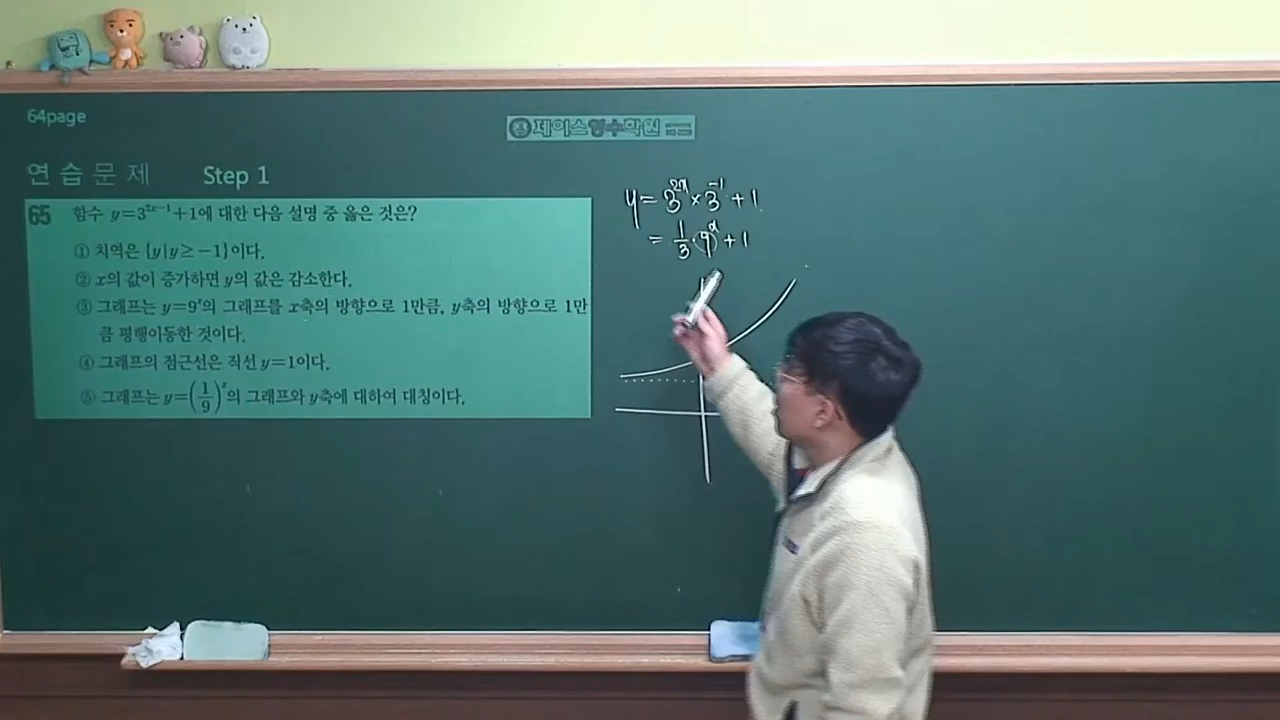 64page
제이스영수학원
연습문제 Step 1
65 함수 y=3^{2x-1}+1에 대한 다음 설명 중 옳은 것은?
① 치역은 {y|y≥-1}이다.
② x의 값이 증가하면 y의 값은 감소한다.
③ 그래프는 y=9^x의 그래프를 x축의 방향으로 1만큼, y축의 방향으로 1만
큼 평행이동한 것이다.
④ 그래프의 점근선은 직선 y=1이다.
⑤ 그래프는 y=(1/9)^x의 그래프와 y축에 대하여 대칭이다.
y = 3^{2x} × 3^{-1} + 1
= 1/3 · (9)^x + 1